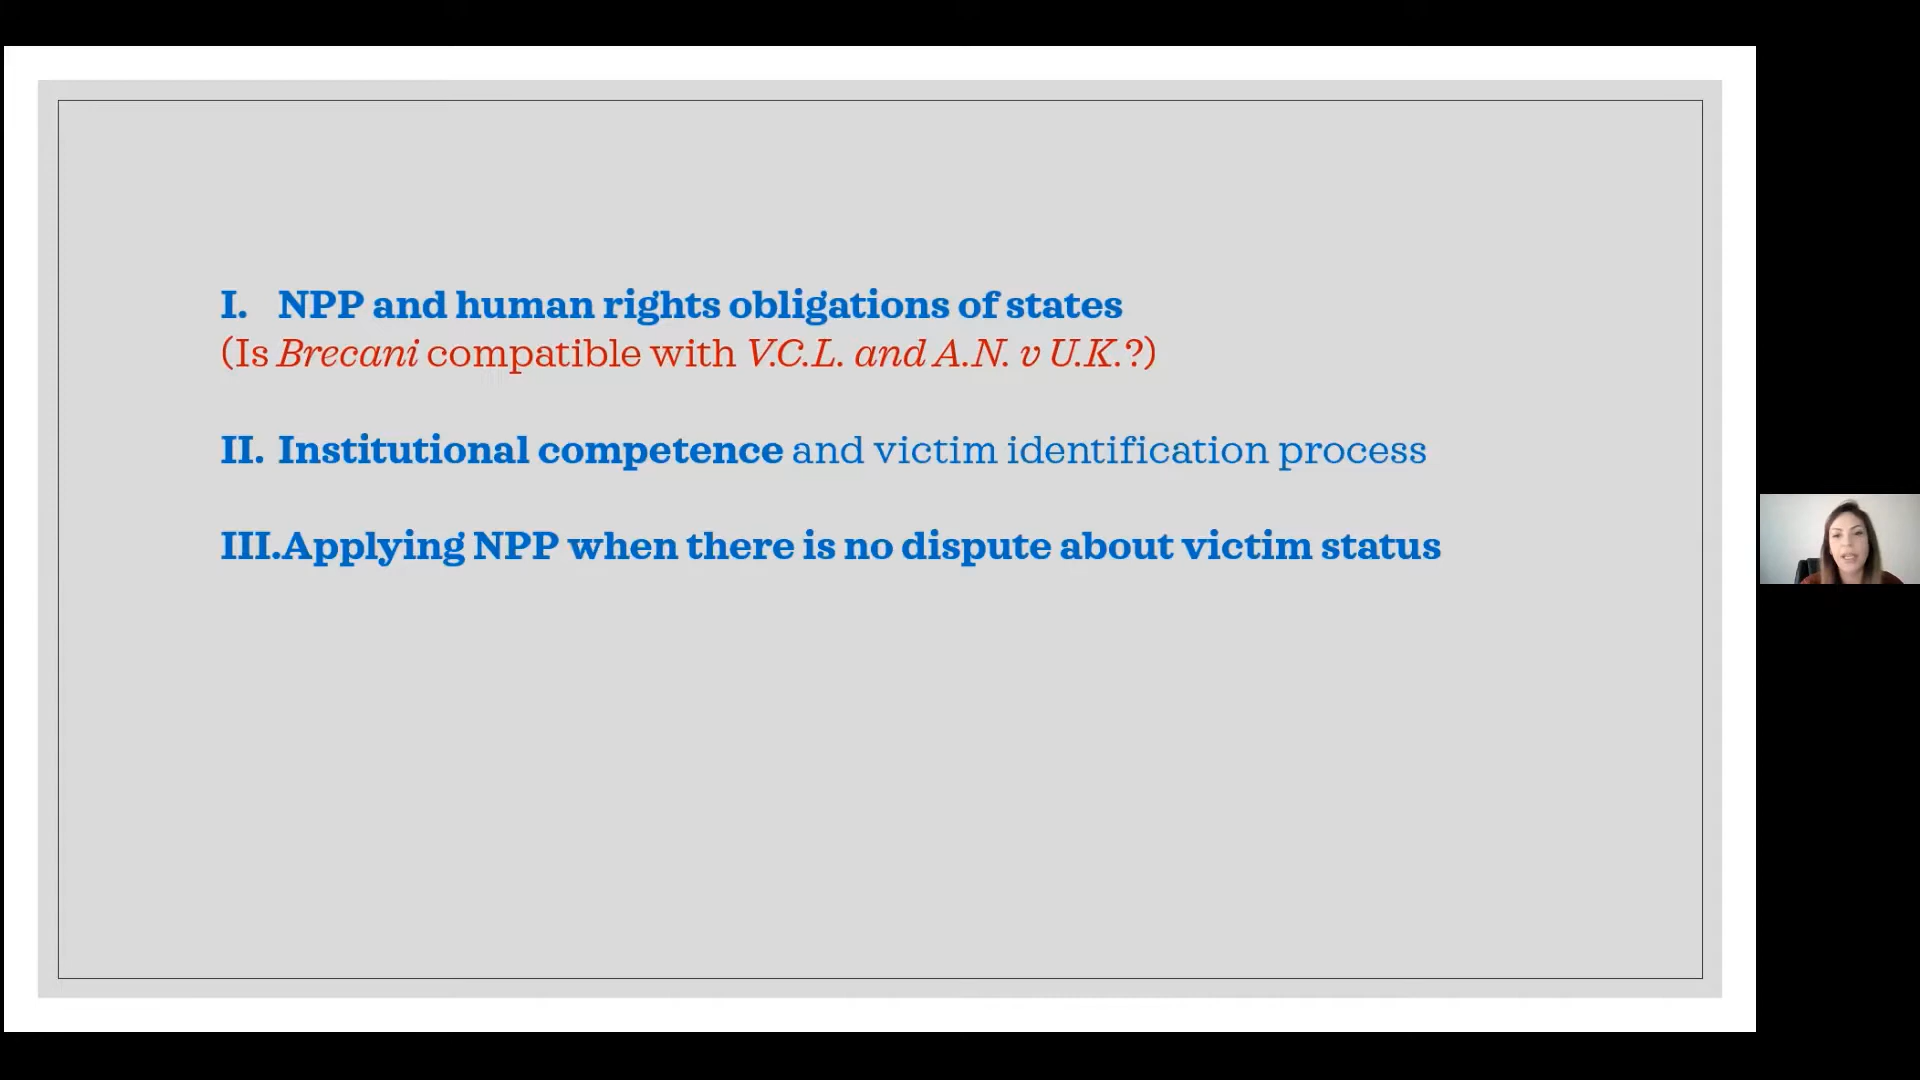 I. NPP and human rights obligations of states
(Is Brecani compatible with V.C.L. and A.N. v U.K.?)
II. Institutional competence and victim identification process
III.Applying NPP when there is no dispute about victim status